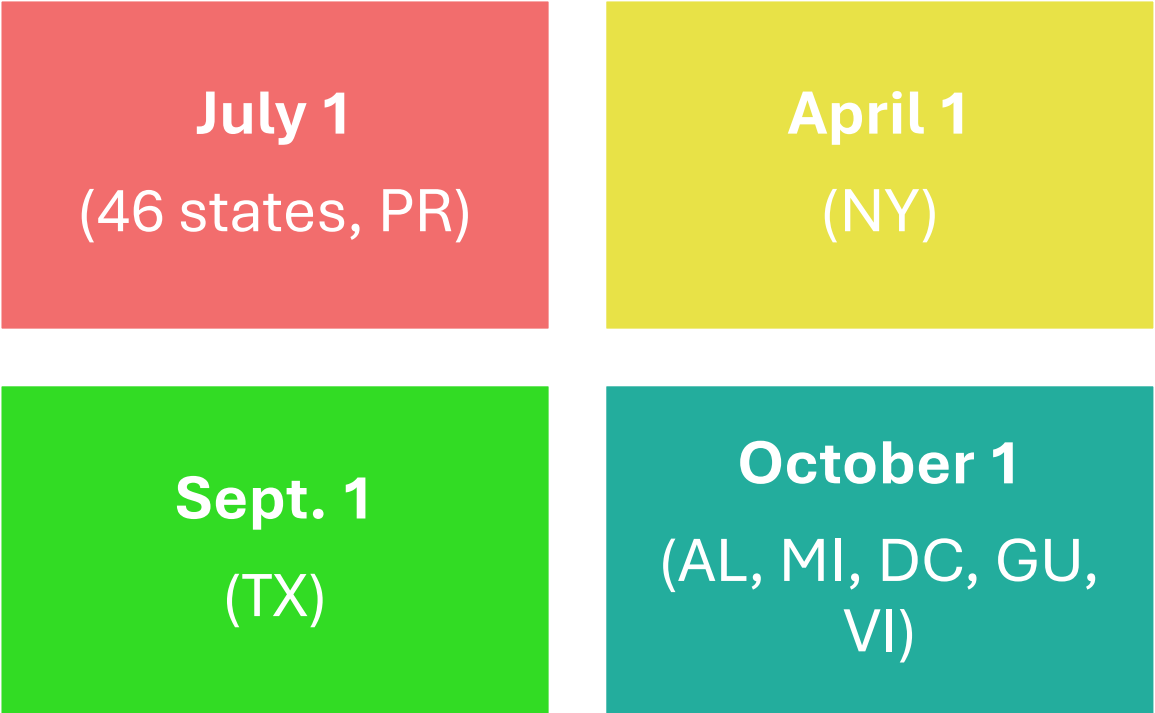 July 1
(46 states, PR)
April 1
(NY)
Sept. 1
(TX)
October 1
(AL, MI, DC, GU,
VI)